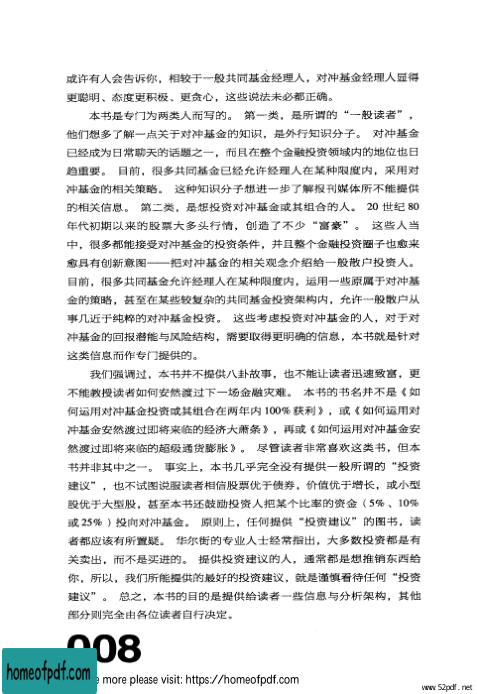 或许有人会告诉你，相较于一般共同基金经理人，对冲基金经理人显得
更聪明、态度更积极、更贪心，这些说法未必都正确。
本书是专门为两类人而写的。 第一类，是所谓的“一般读者”，
他们想多了解一点关于对冲基金的知识，是外行知识分子。 对冲基金
已经成为日常聊天的话题之一，而且在整个金融投资领域内的地位也日
趋重要。 目前，很多共同基金已经允许经理人在某种限度内，采用对
冲基金的相关策略。 这种知识分子想进一步了解报刊媒体所不能提供
的相关信息。 第二类，是想投资对冲基金或其组合的人。 20 世纪 80
年代初期以来的股票大多头行情，创造了不少“富豪”。 这些人当
中，很多都能接受对冲基金的投资条件，并且整个金融投资圈子也愈来
愈具有创新意图——把对冲基金的相关观念介绍给一般散户投资人。
目前，很多共同基金允许经理人在某种限度内，运用一些原属于对冲基
金的策略，甚至在某些较复杂的共同基金投资架构内，允许一般散户从
事几近于纯粹的对冲基金投资。 这些考虑投资对冲基金的人，对于对
冲基金的回报潜能与风险结构，需要取得更明确的信息，本书就是针对
这类信息而作专门提供的。
我们强调过，本书并不提供八卦故事，也不能让读者迅速致富，更
不能教授读者如何安然渡过下一场金融灾难。 本书的书名并不是《如
何运用对冲基金投资或其组合在两年内 100% 获利》，或《如何运用对
冲基金安然渡过即将来临的经济大萧条》，再或《如何运用对冲基金安
然渡过即将来临的超级通货膨胀》。 尽管读者非常喜欢这类书，但本
书并非其中之一。 事实上，本书几乎完全没有提供一般所谓的“投资
建议”，也不试图说服读者相信股票优于债券，价值优于增长，或小型
股优于大型股，甚至本书还鼓励投资人把某个比率的资金（5%、10%
或 25%）投向对冲基金。 原则上，任何提供“投资建议”的图书，读
者都应该有所置疑。 华尔街的专业人士经常指出，大多数投资都是有
关卖出，而不是买进的。 提供投资建议的人，通常都是想推销东西给
你，所以，我们所能提供的最好的投资建议，就是谨慎看待任何“投资
建议”。 总之，本书的目的是提供给读者一些信息与分析架构，其他
部分则完全由各位读者自行决定。
008
homeofpdf.com
more please visit: https://homeofpdf.com
www.52pdf.net